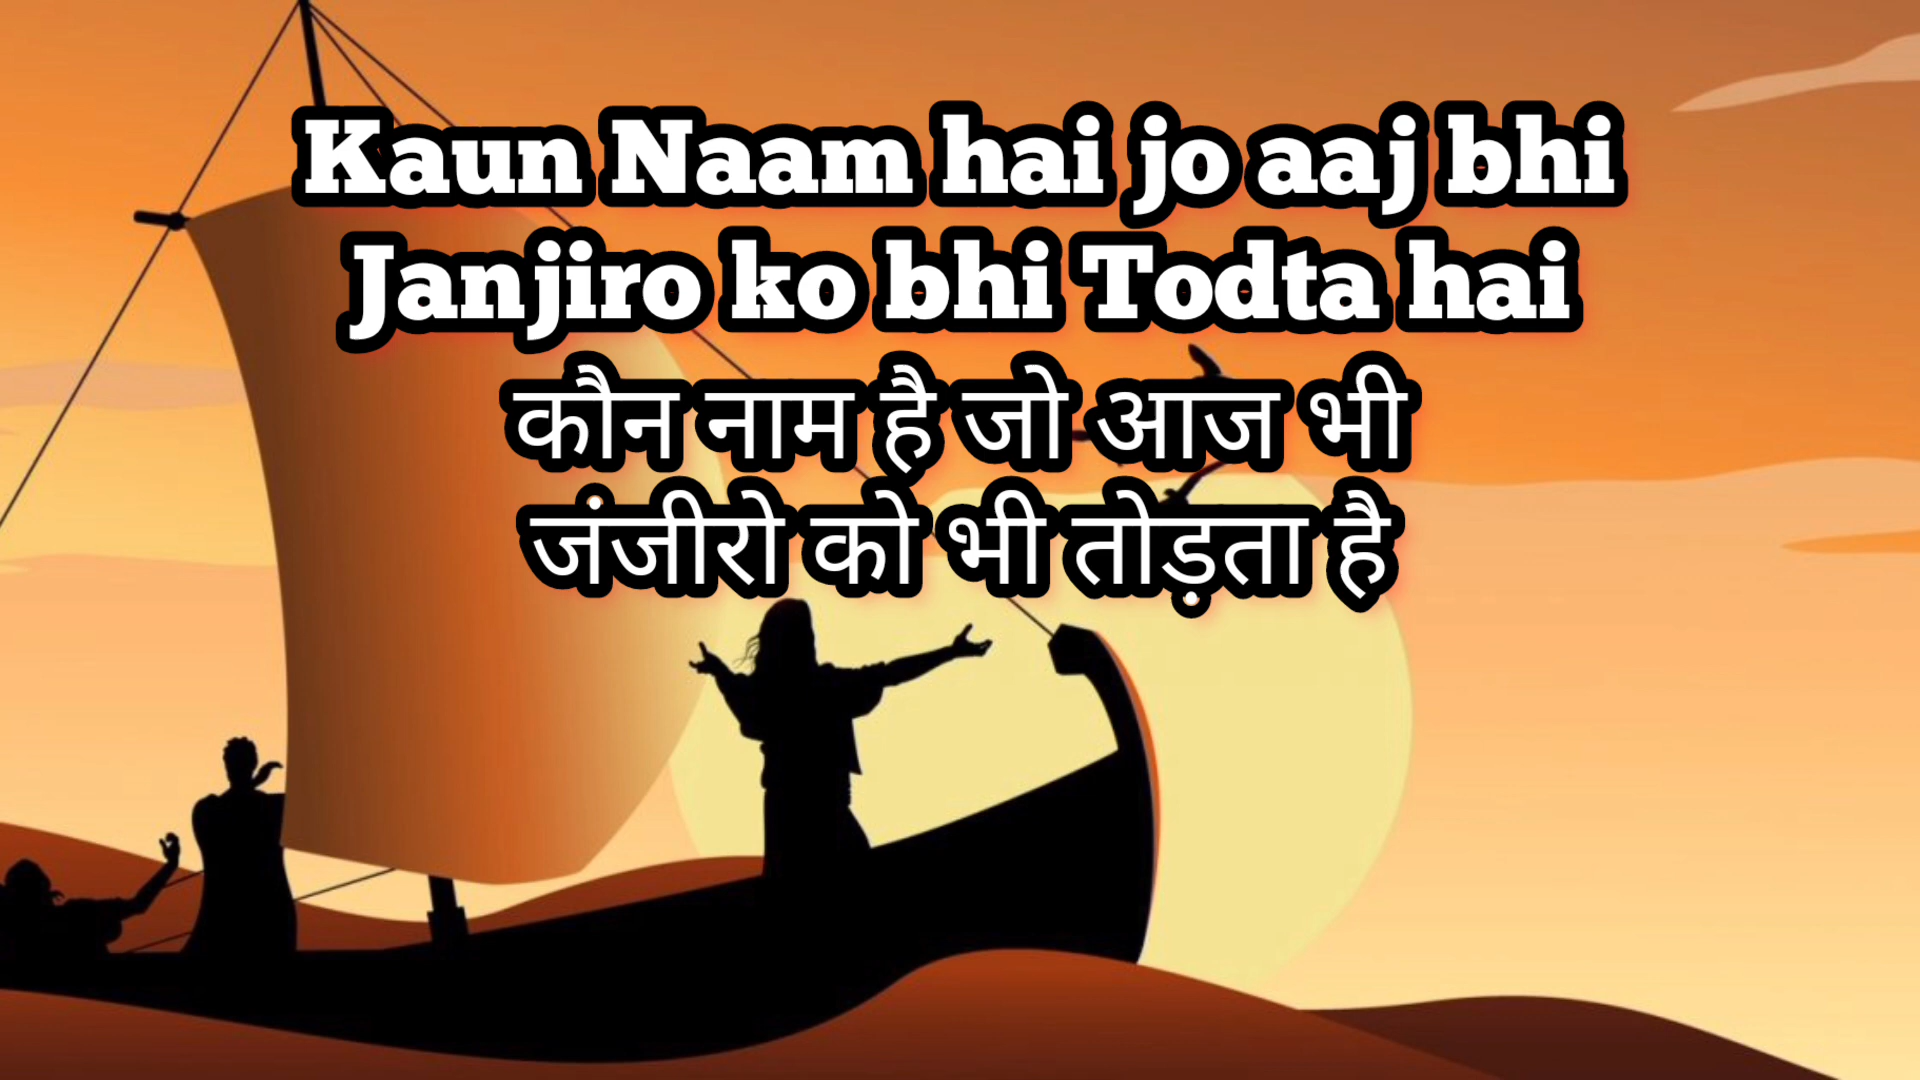 Kaun Naam hai jo aaj bhi
Janjiro ko bhi Todta hai
कौन नाम है जो आज भी
जंजीरो को भी तोड़ता है